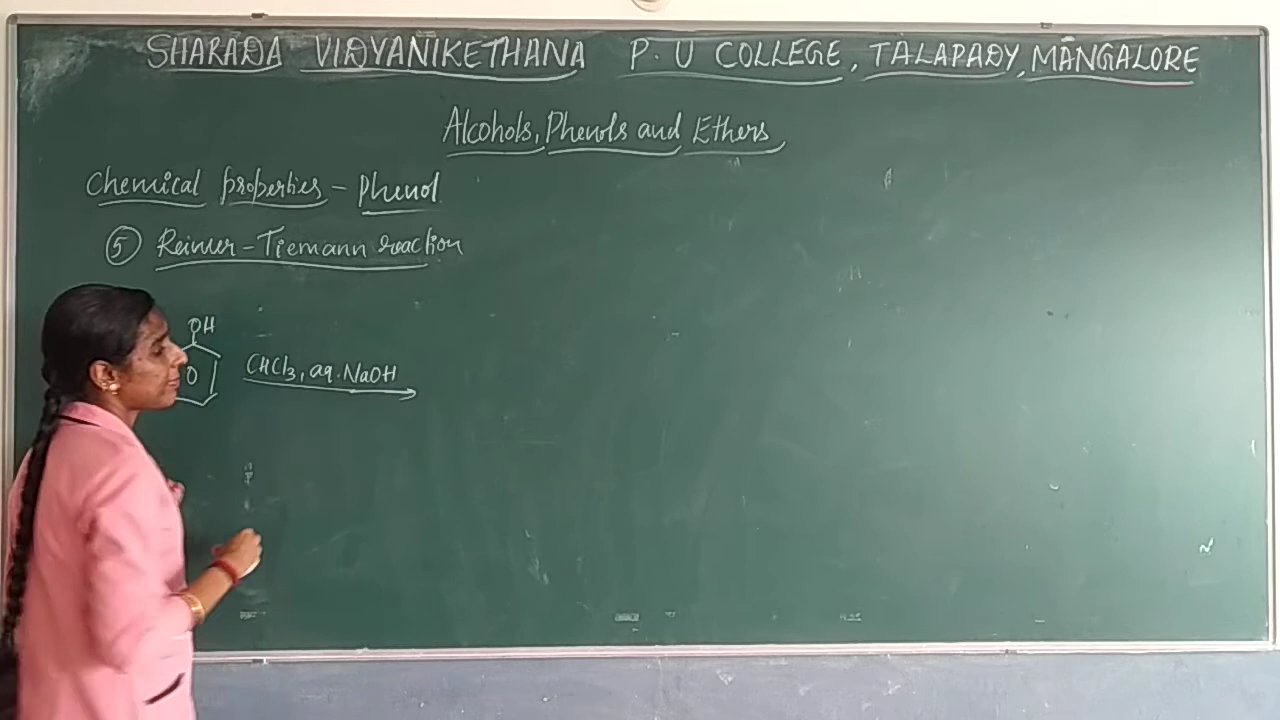 SHARADA VIDYANIKETHANA P. U COLLEGE, TALAPADY, MANGALORE
Alcohols, Phenols and Ethers
Chemical properties - Phenol
⑤ Reimer - Tiemann reaction
OH
CHCl3, aq. NaOH